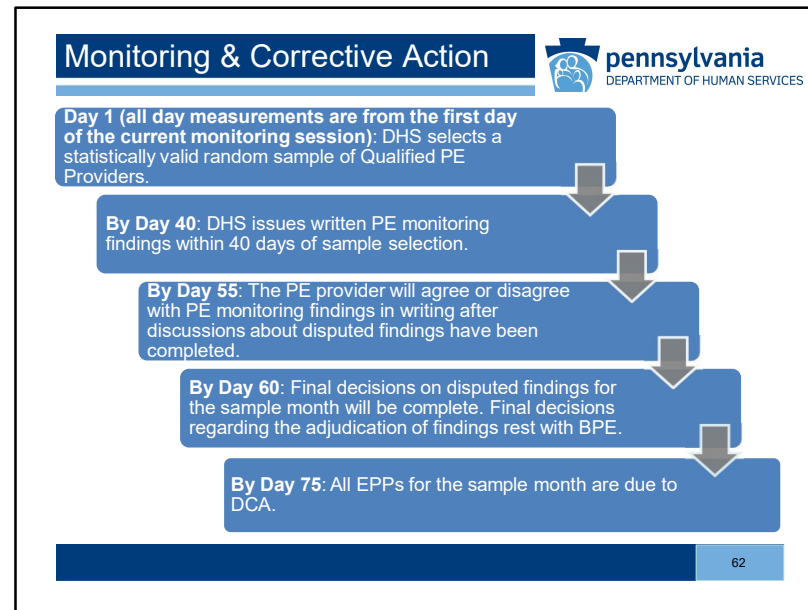 Monitoring & Corrective Action
pennsylvania
DEPARTMENT OF HUMAN SERVICES
Day 1 (all day measurements are from the first day
of the current monitoring session): DHS selects a
statistically valid random sample of Qualified PE
Providers.
By Day 40: DHS issues written PE monitoring
findings within 40 days of sample selection.
By Day 55: The PE provider will agree or disagree
with PE monitoring findings in writing after
discussions about disputed findings have been
completed.
By Day 60: Final decisions on disputed findings for
the sample month will be complete. Final decisions
regarding the adjudication of findings rest with BPE.
By Day 75: All EPPs for the sample month are due to
DCA.
62